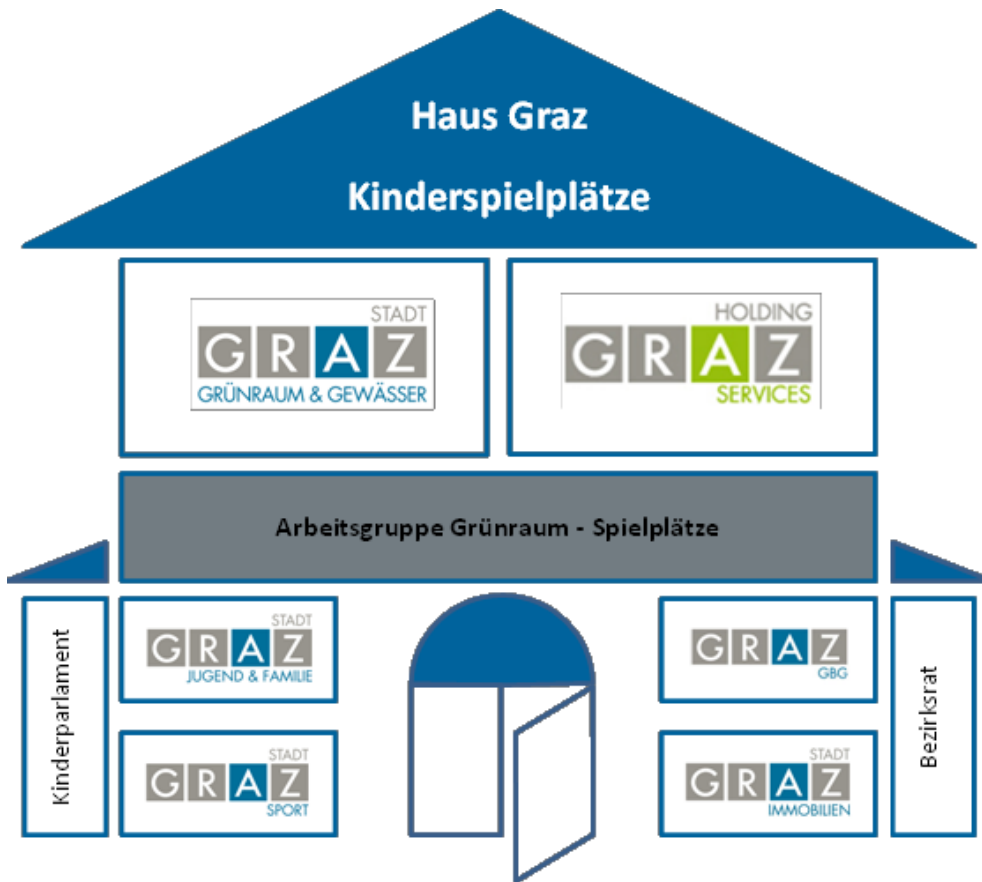 Haus Graz
Kinderspielplätze
STADT
GRAZ
GRÜNRAUM & GEWÄSSER
HOLDING
GRAZ
SERVICES
Arbeitsgruppe Grünraum - Spielplätze
Kinderparlament
STADT
GRAZ
JUGEND & FAMILIE
STADT
GRAZ
SPORT
GRAZ
GBG
STADT
GRAZ
IMMOBILIEN
Bezirksrat